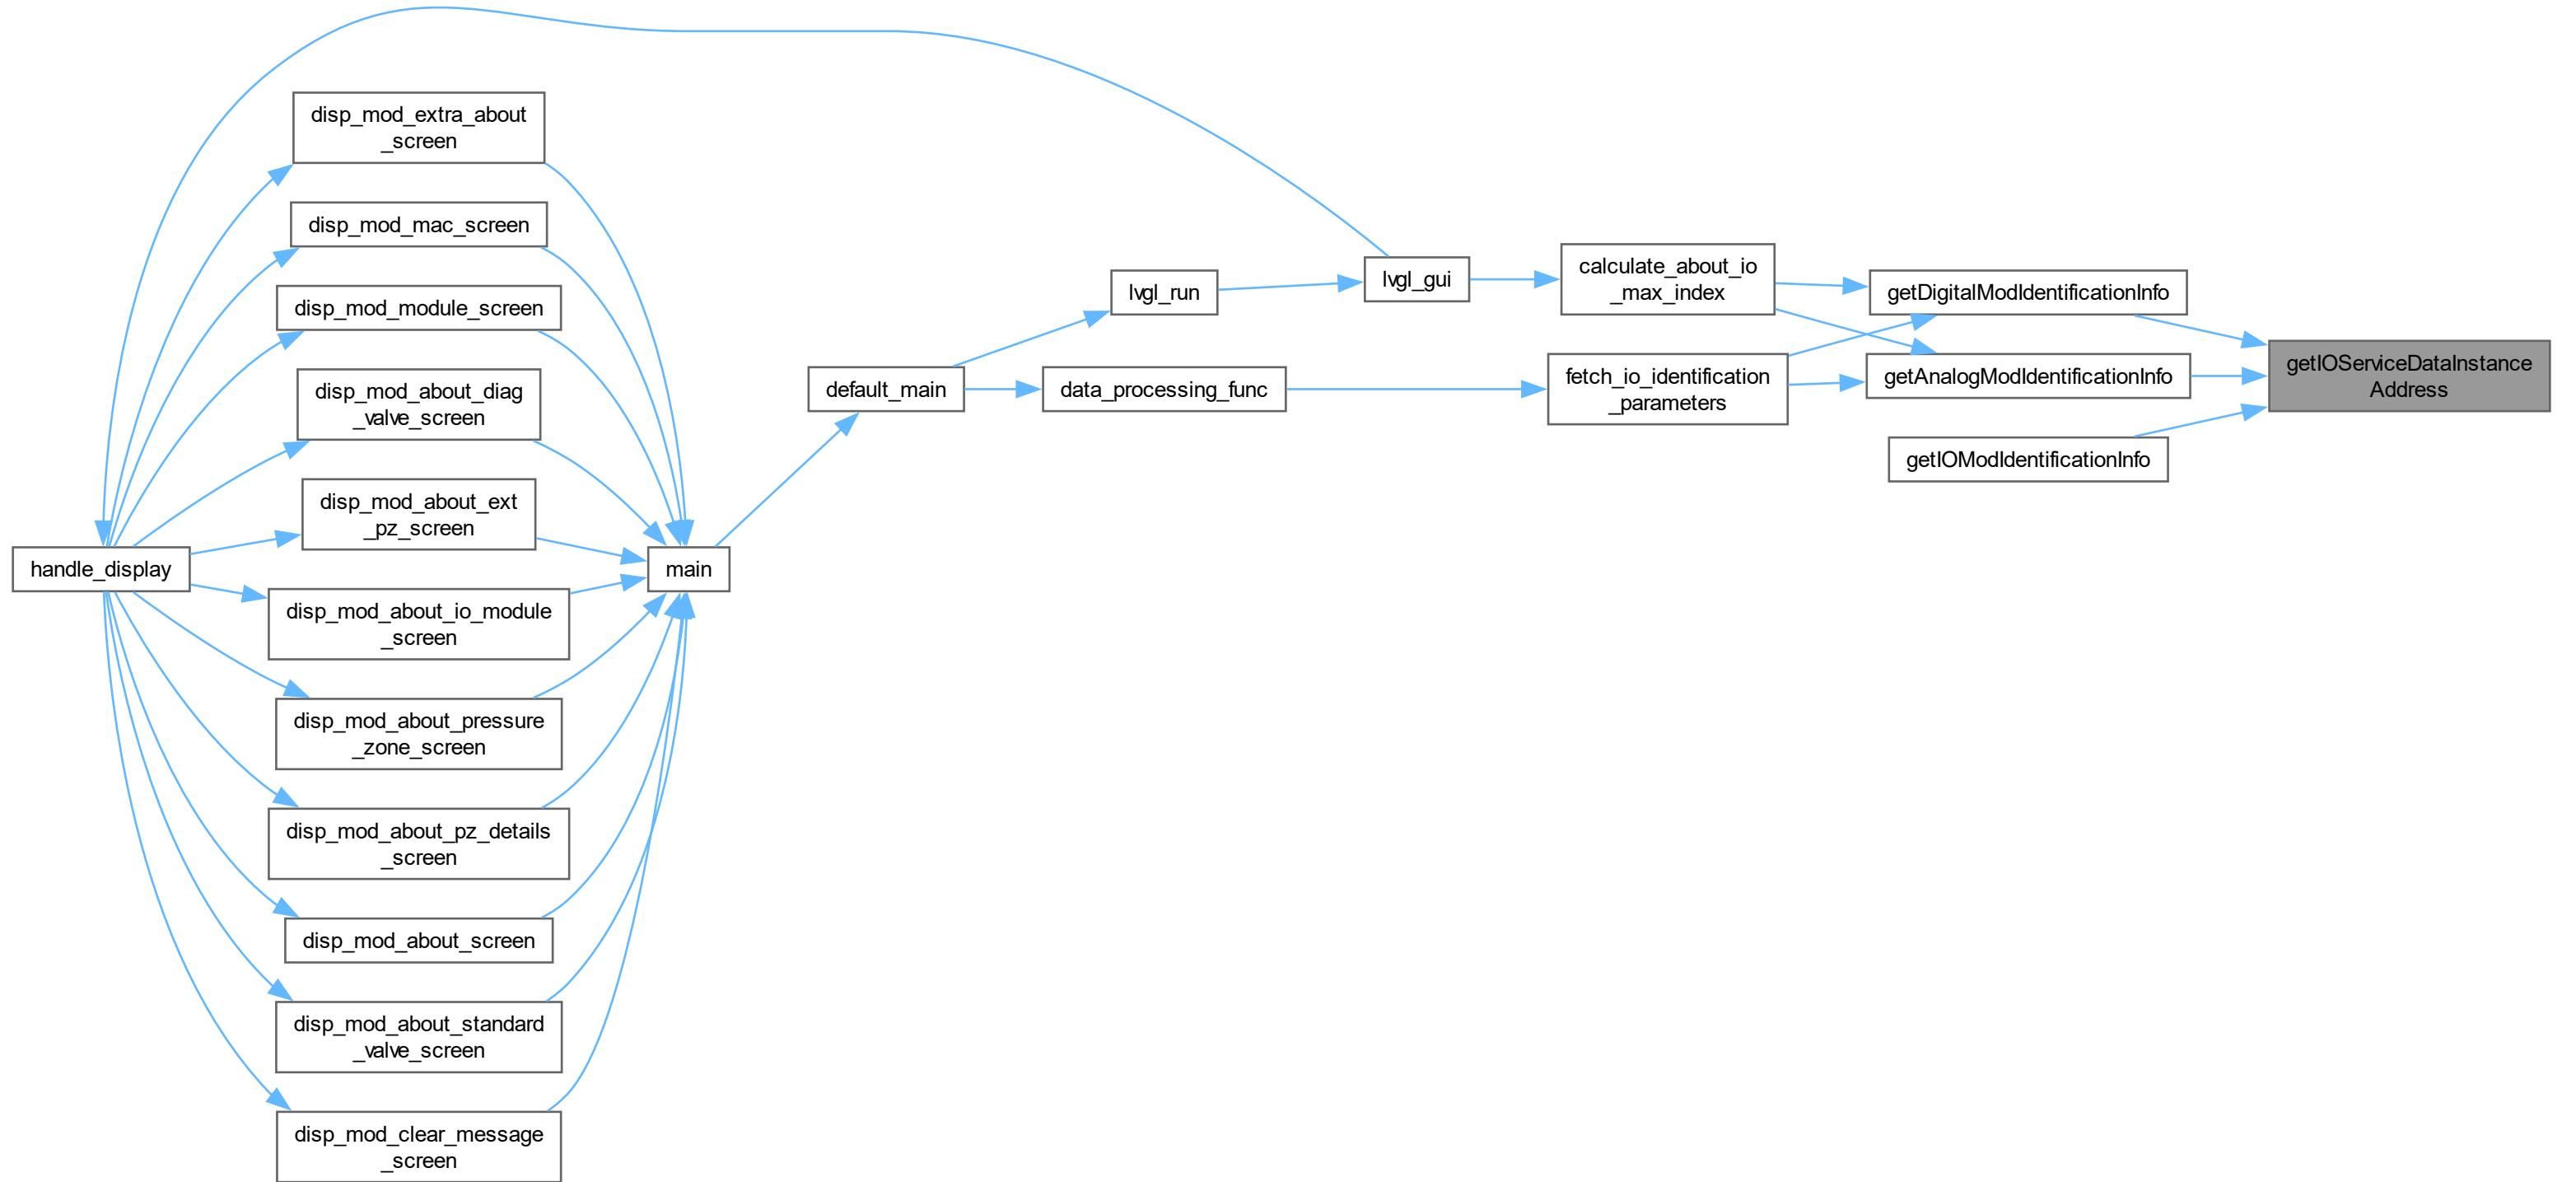 disp_mod_extra_about
_screen
disp_mod_mac_screen
disp_mod_module_screen
disp_mod_about_diag
_valve_screen
disp_mod_about_ext
_pz_screen
handle_display
main
disp_mod_about_io_module
_screen
disp_mod_about_pressure
_zone_screen
disp_mod_about_pz_details
_screen
disp_mod_about_screen
disp_mod_about_standard
_valve_screen
disp_mod_clear_message
_screen
default_main
lvgl_run
data_processing_func
lvgl_gui
calculate_about_io
_max_index
fetch_io_identification
_parameters
getDigitalModIdentificationInfo
getAnalogModIdentificationInfo
getIOModIdentificationInfo
getIOServiceDataInstance
Address